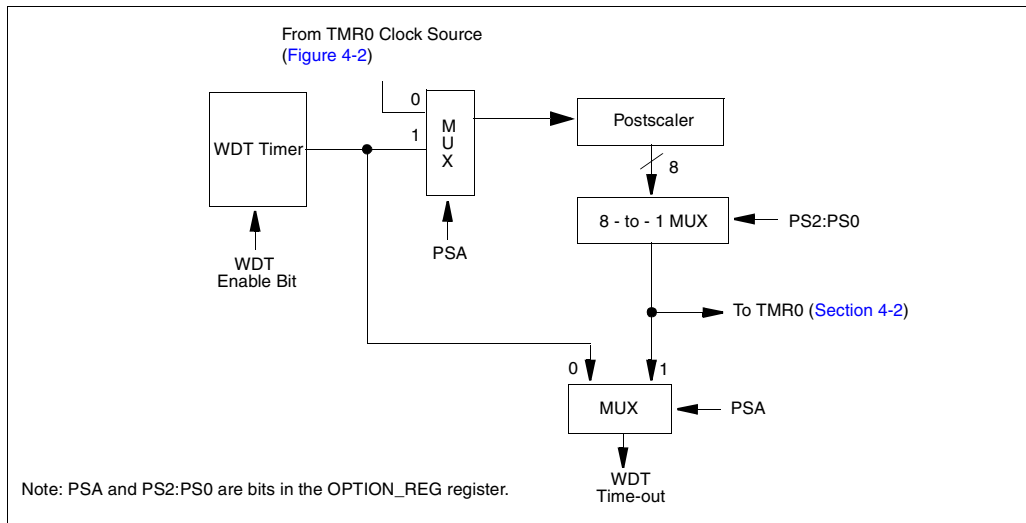 From TMR0 Clock Source
(Figure 4-2)
0
1
M
U
X
WDT Timer
Postscaler
8
8 - to - 1 MUX
PS2:PS0
PSA
WDT
Enable Bit
To TMR0 (Section 4-2)
0
1
MUX
PSA
WDT
Time-out
Note: PSA and PS2:PS0 are bits in the OPTION_REG register.